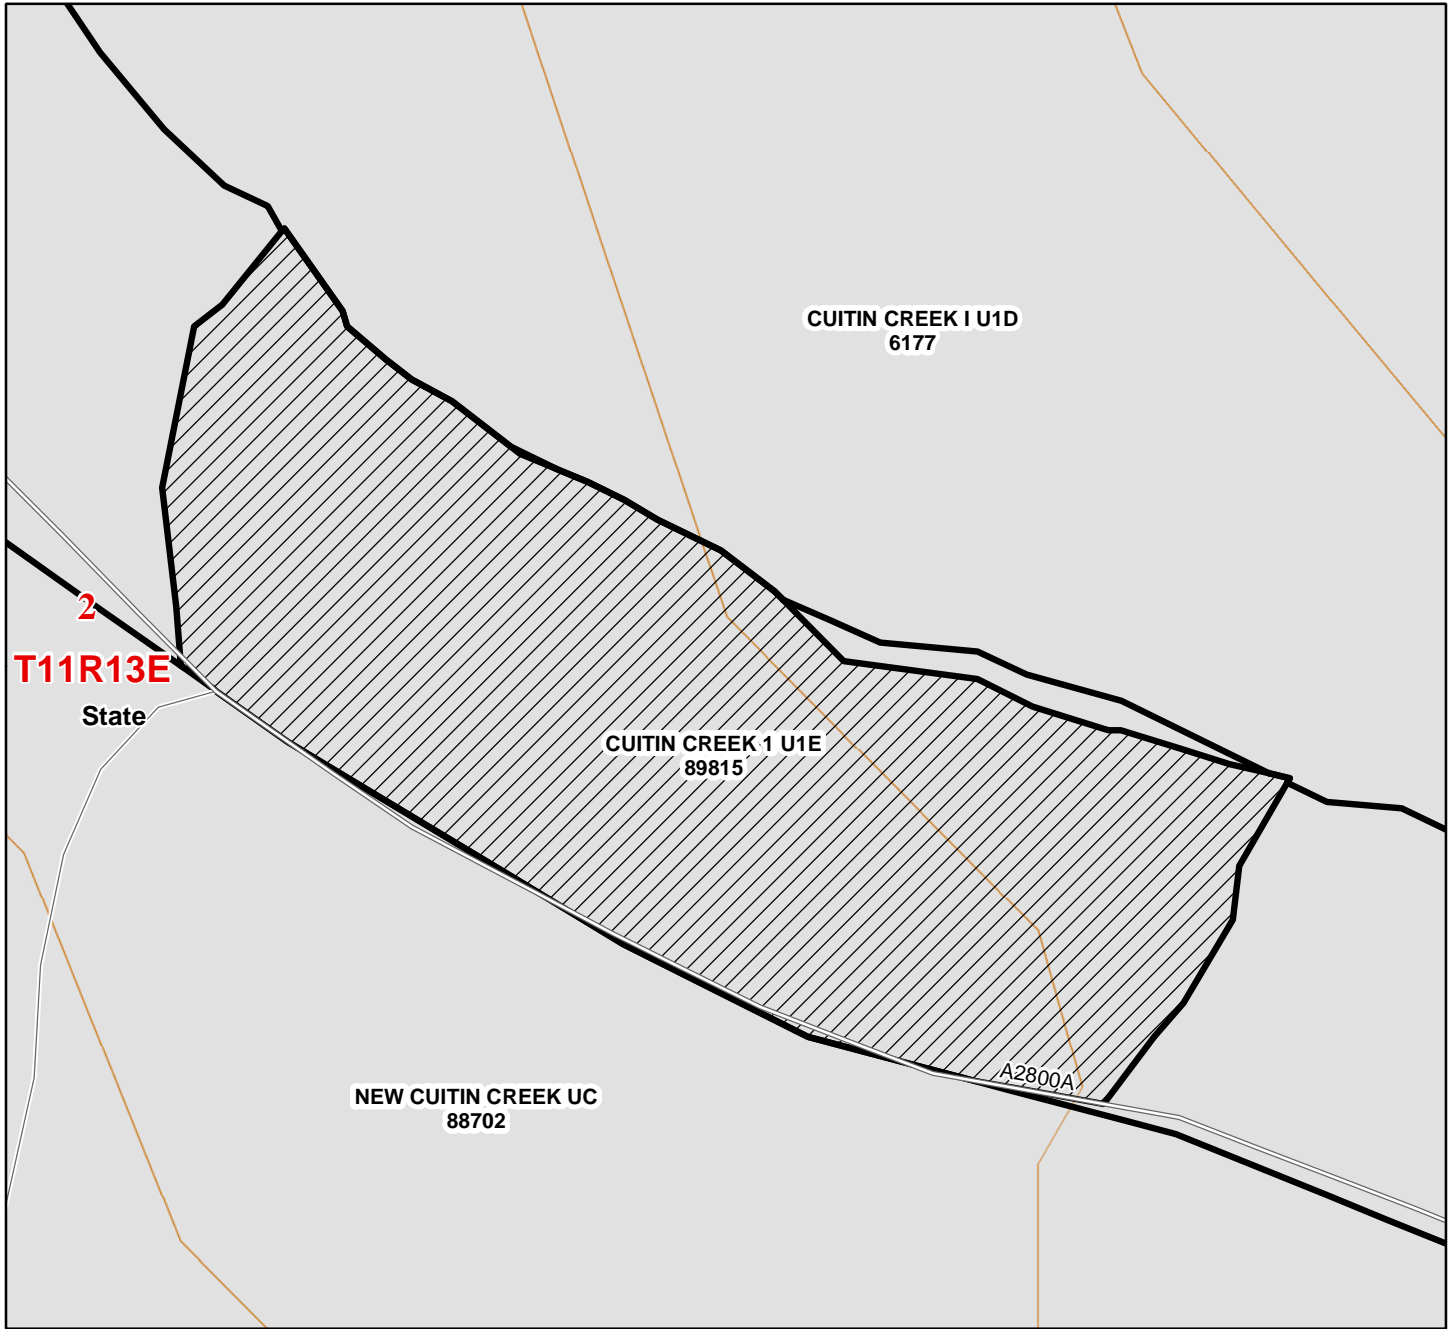 CUITIN CREEK I U1D
6177
2
T11R13E
State
CUITIN CREEK 1 U1E
89815
A2800A
NEW CUITIN CREEK UC
88702